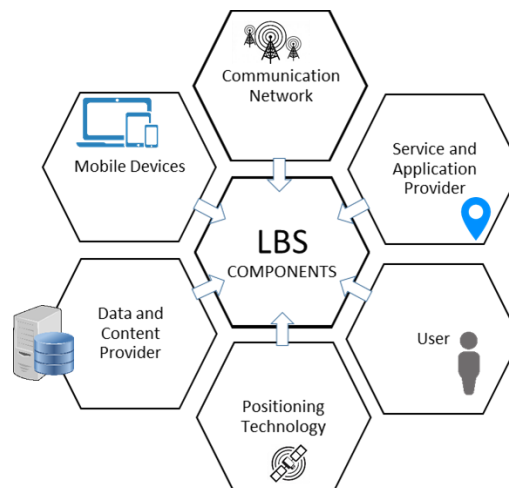 Communication
Network
Mobile Devices
Service and
Application
Provider
LBS
COMPONENTS
Data and
Content
Provider
User
Positioning
Technology